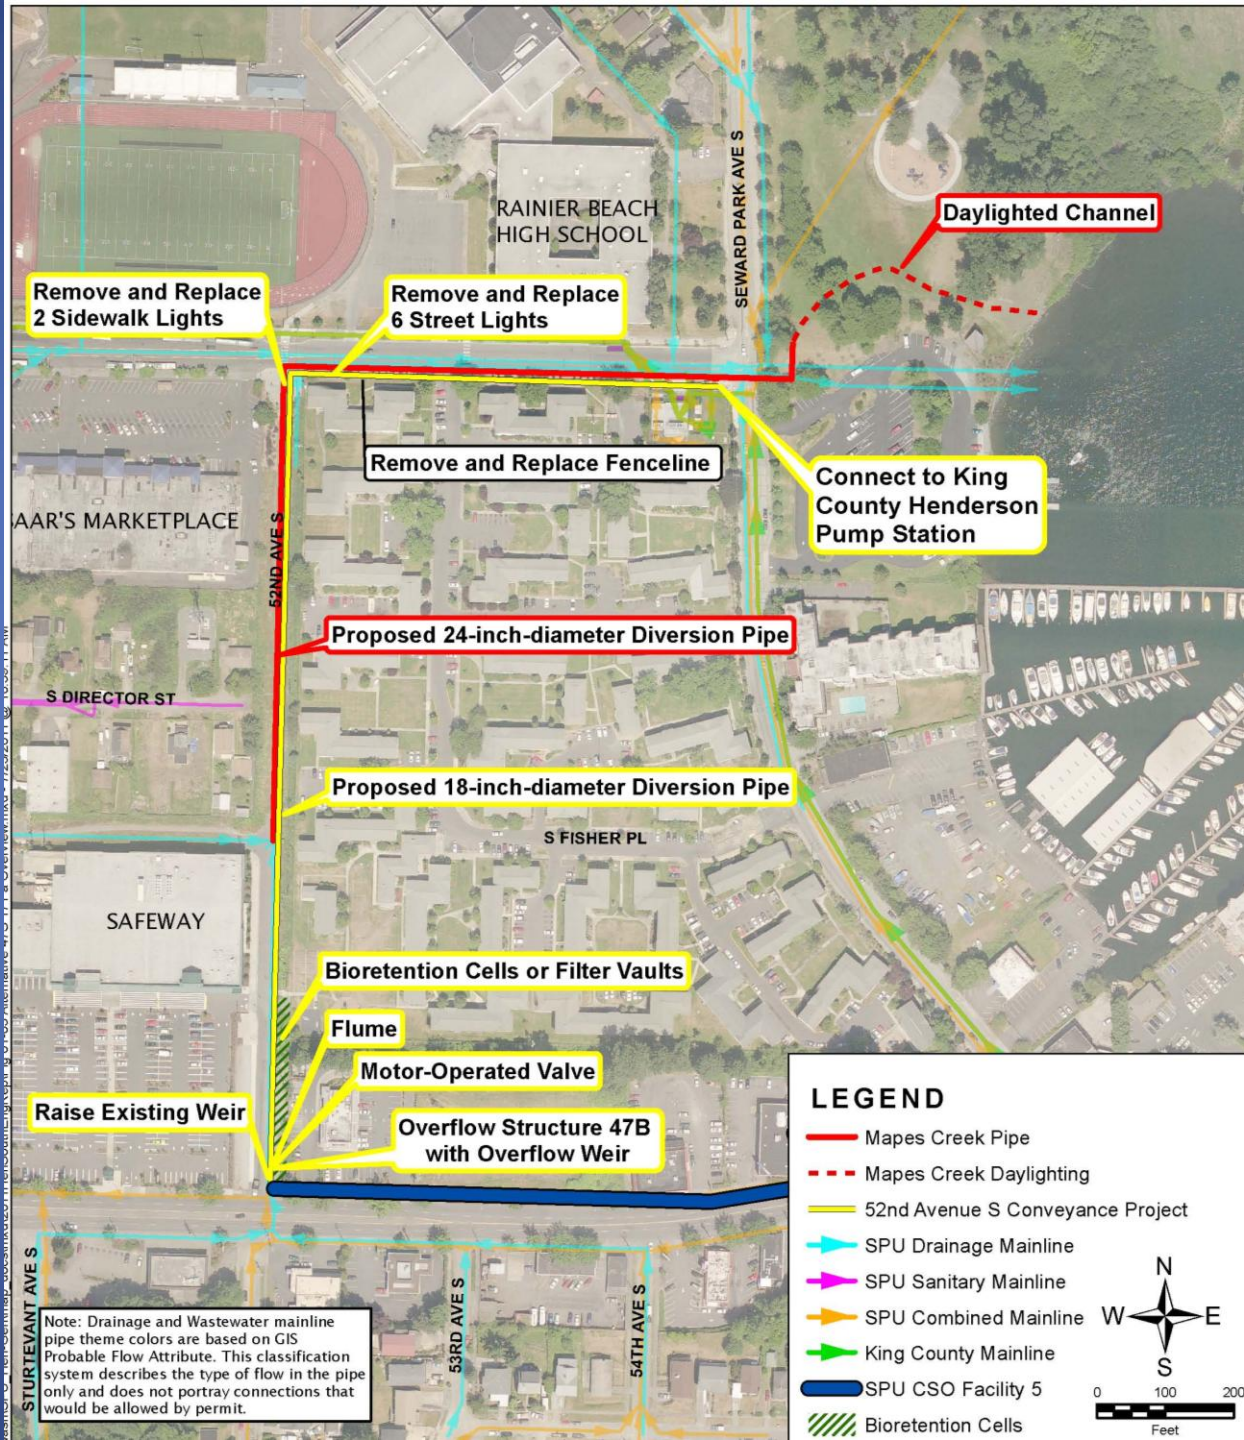 RAINIER BEACH
HIGH SCHOOL
SEWARD PARK AVE S
Daylighted Channel
Remove and Replace
2 Sidewalk Lights
Remove and Replace
6 Street Lights
Remove and Replace Fenceline
Connect to King
County Henderson
Pump Station
SAAR'S MARKETPLACE
52ND AVE S
Proposed 24-inch-diameter Diversion Pipe
S DIRECTOR ST
Proposed 18-inch-diameter Diversion Pipe
S FISHER PL
SAFEWAY
Bioretention Cells or Filter Vaults
Flume
Motor-Operated Valve
Raise Existing Weir
Overflow Structure 47B
with Overflow Weir
STURTEVANT AVE S
53RD AVE S
54TH AVE S
Note: Drainage and Wastewater mainline
pipe theme colors are based on GIS
Probable Flow Attribute. This classification
system describes the type of flow in the pipe
only and does not portray connections that
would be allowed by permit.
LEGEND
Mapes Creek Pipe
Mapes Creek Daylighting
52nd Avenue S Conveyance Project
SPU Drainage Mainline
SPU Sanitary Mainline
SPU Combined Mainline
King County Mainline
SPU CSO Facility 5
Bioretention Cells
N
W E
S
0 100 200
Feet